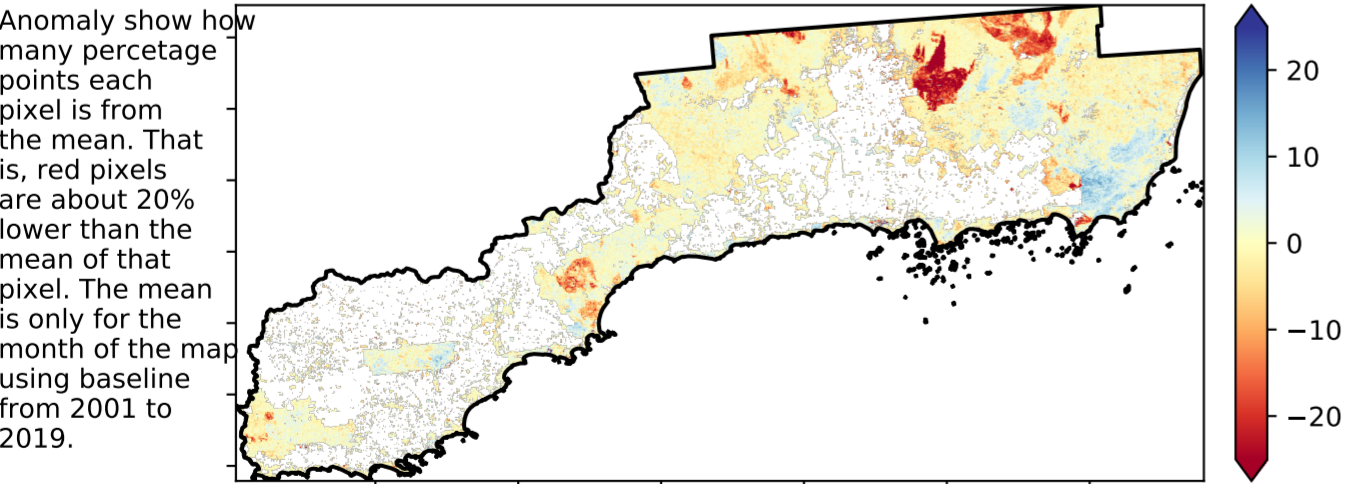 Anomaly show how
many percetage
points each
pixel is from
the mean. That
is, red pixels
are about 20%
lower than the
mean of that
pixel. The mean
is only for the
month of the map
using baseline
from 2001 to
2019.
20
10
0
−10
−20